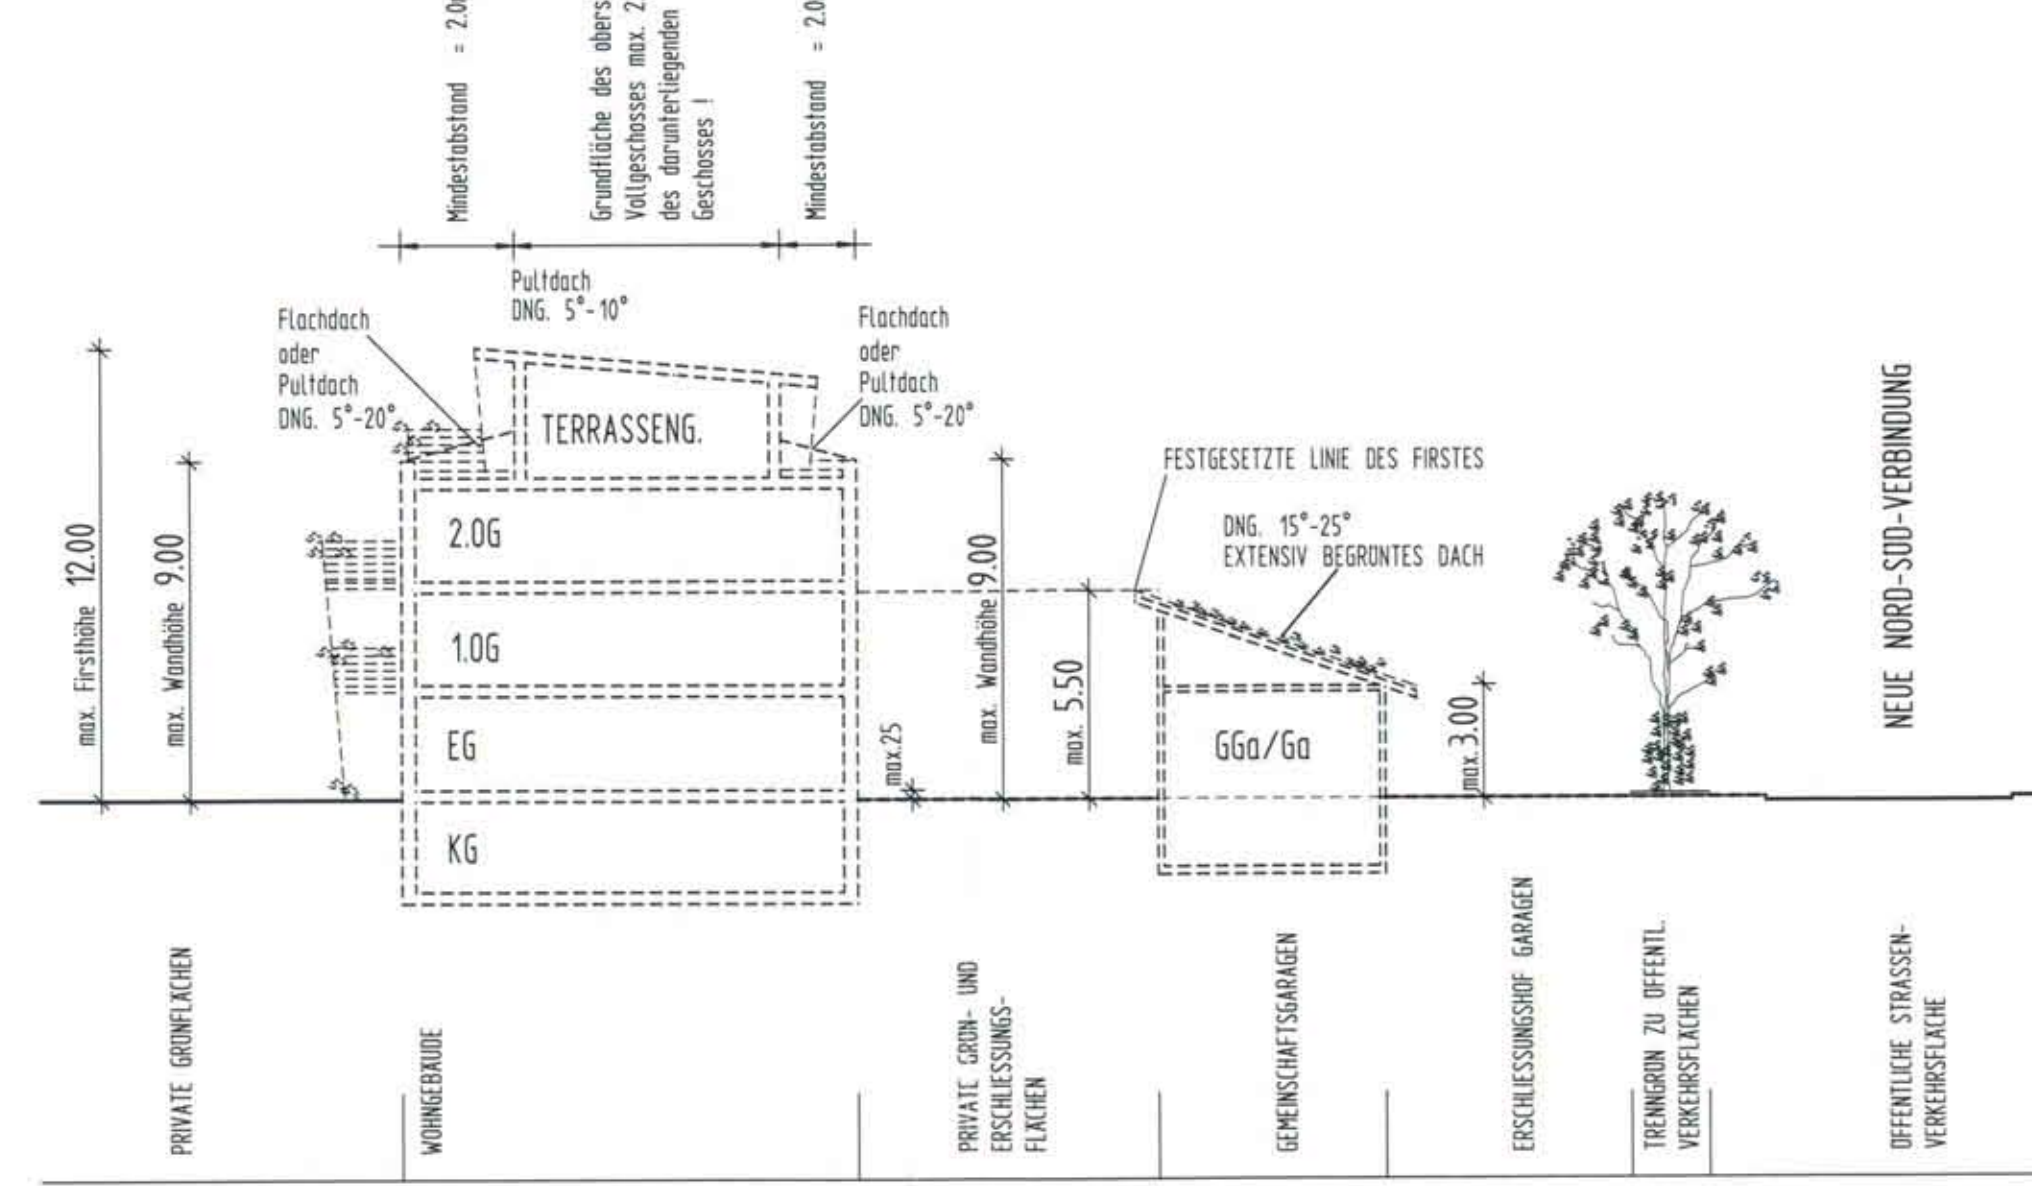 Mindestabstand = 2.0
Grundfläche des obers
Vollgeschosses max. 2
des darunterliegenden
Geschosses !
Mindestabstand = 2.0
Pultdach
DNG. 5°-10°
Flachdach
oder
Pultdach
DNG. 5°-20°
Flachdach
oder
Pultdach
DNG. 5°-20°
TERRASSENG.
FESTGESETZTE LINIE DES FIRSTES
DNG. 15°-25°
EXTENSIV BEGRÜNTES DACH
max. Firsthöhe 12.00
max. Wandhöhe 9.00
2.OG
1.OG
EG
KG
max.25
max. Wandhöhe 9.00
max. 5.50
GGa/Ga
max. 3.00
NEUE NORD-SÜD-VERBINDUNG
PRIVATE GRÜNFLÄCHEN
WOHNGEBÄUDE
PRIVATE GRÜN- UND
ERSCHLIESSUNGS-
FLÄCHEN
GEMEINSCHAFTSGARAGEN
ERSCHLIESSUNGSHOF GARAGEN
TRENNGRÜN ZU ÖFFENTL.
VERKEHRSFLÄCHEN
ÖFFENTLICHE STRASSEN-
VERKEHRSFLÄCHE